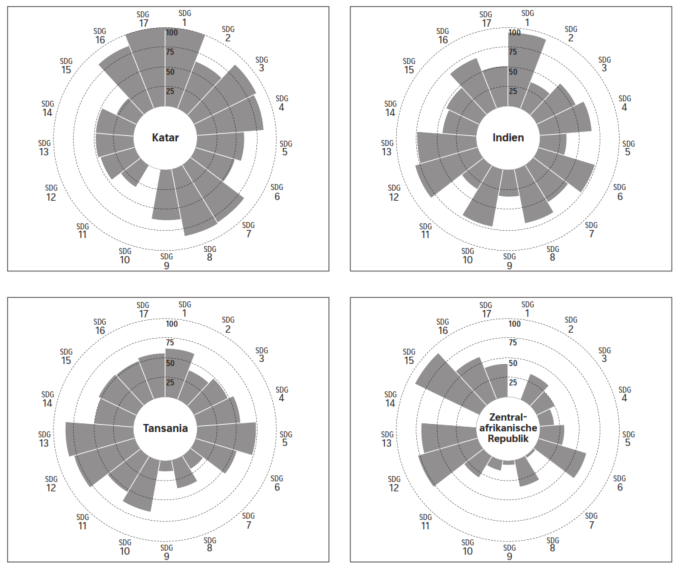 SDG
1
SDG
2
SDG
3
SDG
4
SDG
5
SDG
6
SDG
7
SDG
8
SDG
9
SDG
10
SDG
11
SDG
12
SDG
13
SDG
14
SDG
15
SDG
16
SDG
17
100
75
50
25
Katar
SDG
1
SDG
2
SDG
3
SDG
4
SDG
5
SDG
6
SDG
7
SDG
8
SDG
9
SDG
10
SDG
11
SDG
12
SDG
13
SDG
14
SDG
15
SDG
16
SDG
17
100
75
50
25
Indien
SDG
1
SDG
2
SDG
3
SDG
4
SDG
5
SDG
6
SDG
7
SDG
8
SDG
9
SDG
10
SDG
11
SDG
12
SDG
13
SDG
14
SDG
15
SDG
16
SDG
17
100
75
50
25
Tansania
SDG
1
SDG
2
SDG
3
SDG
4
SDG
5
SDG
6
SDG
7
SDG
8
SDG
9
SDG
10
SDG
11
SDG
12
SDG
13
SDG
14
SDG
15
SDG
16
SDG
17
100
75
50
25
Zentral-
afrikanische
Republik